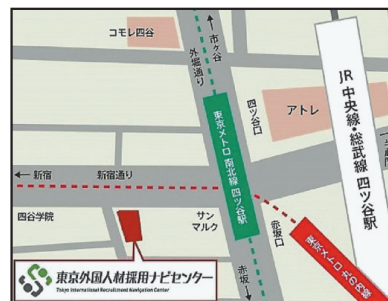 コモレ四谷
外堀通り
↑市ヶ谷
四ツ谷口
アトレ
JR 中央線・総武線 四ツ谷駅
東京メトロ 南北線 四ツ谷駅
←新宿
新宿通り
四谷学院
サン
マルク
赤坂口
赤坂↓
東京メトロ 丸の内線
東京外国人材採用ナビセンター
Tokyo International Recruitment Navigation Center